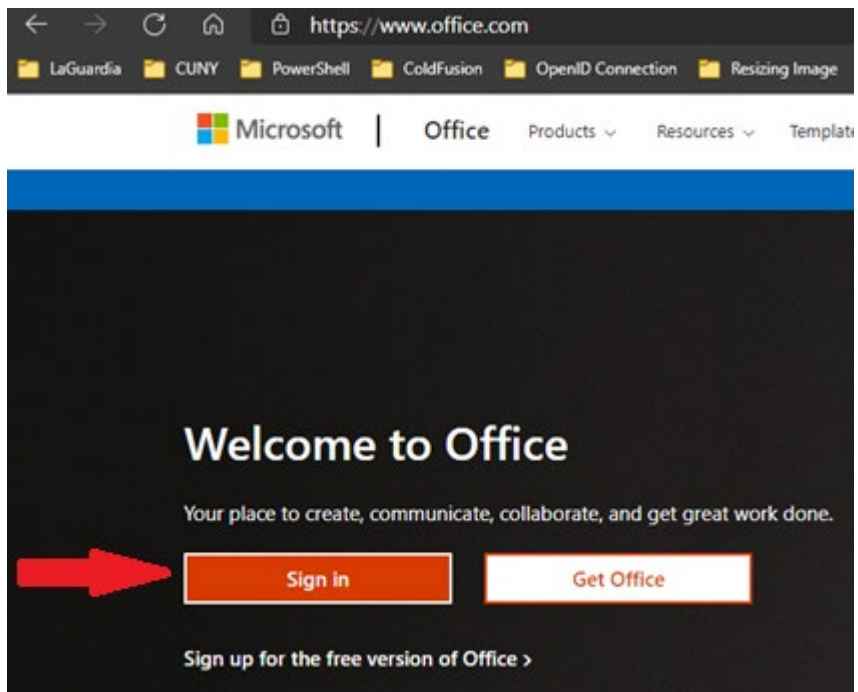 https://www.office.com
LaGuardia CUNY PowerShell ColdFusion OpenID Connection Resizing Image
Microsoft | Office Products Resources Template
Welcome to Office
Your place to create, communicate, collaborate, and get great work done.
Sign in Get Office
Sign up for the free version of Office >